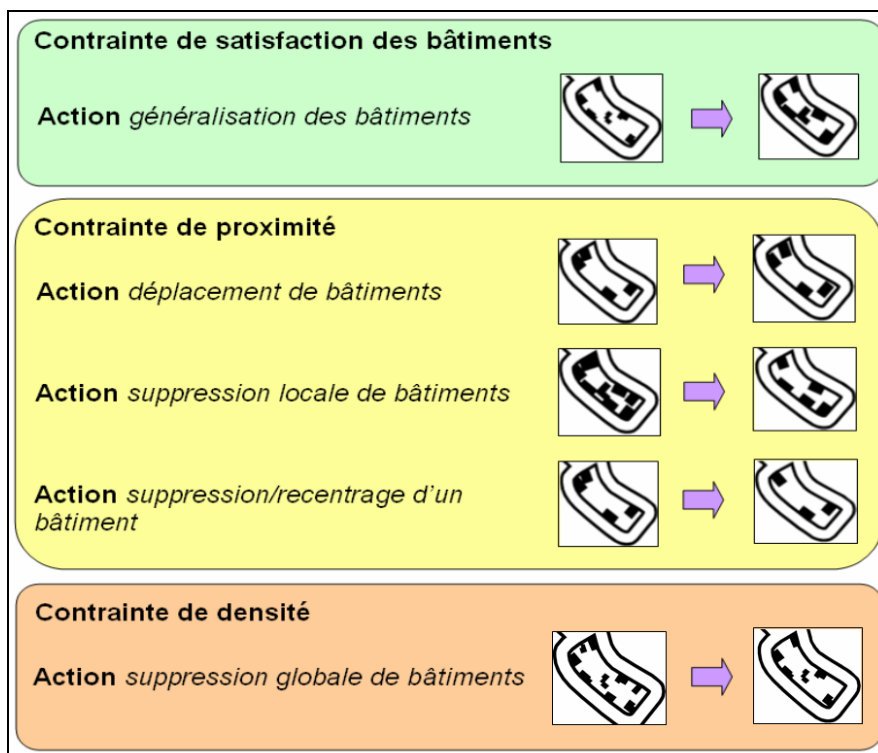 Contrainte de satisfaction des bâtiments
Action généralisation des bâtiments
Contrainte de proximité
Action déplacement de bâtiments
Action suppression locale de bâtiments
Action suppression/recentrage d'un
bâtiment
Contrainte de densité
Action suppression globale de bâtiments